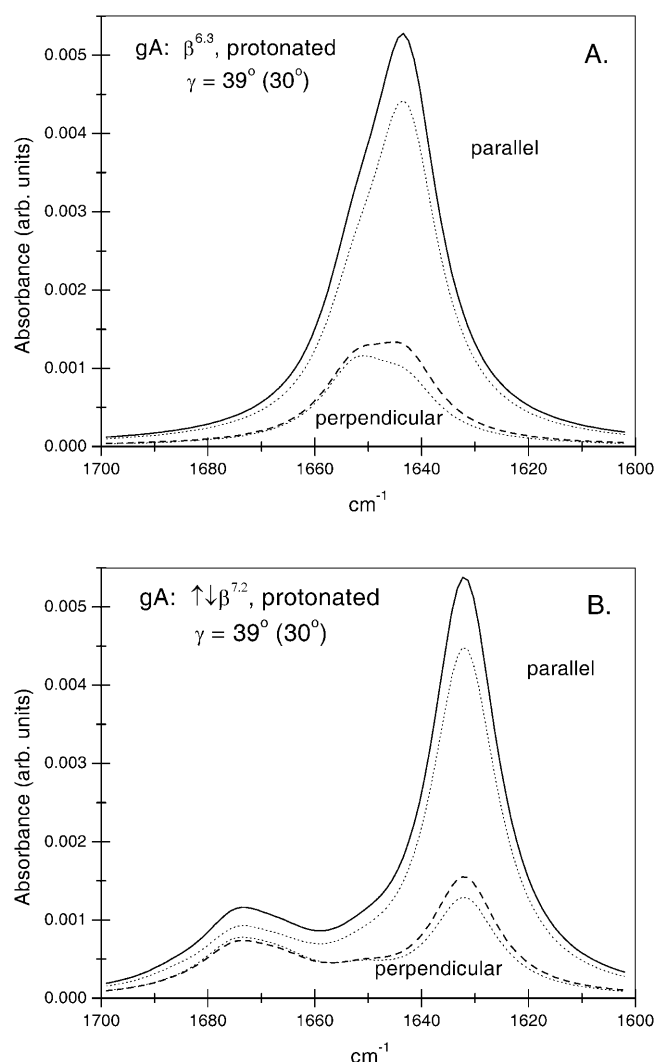 gA: β6.3, protonated
γ = 39° (30°)
A.
parallel
perpendicular
Absorbance (arb. units)
0.005
0.004
0.003
0.002
0.001
0.000
1700
1680
1660
1640
1620
1600
cm-1
gA: ↑↓β7.2, protonated
γ = 39° (30°)
B.
parallel
perpendicular
Absorbance (arb. units)
0.005
0.004
0.003
0.002
0.001
0.000
1700
1680
1660
1640
1620
1600
cm-1